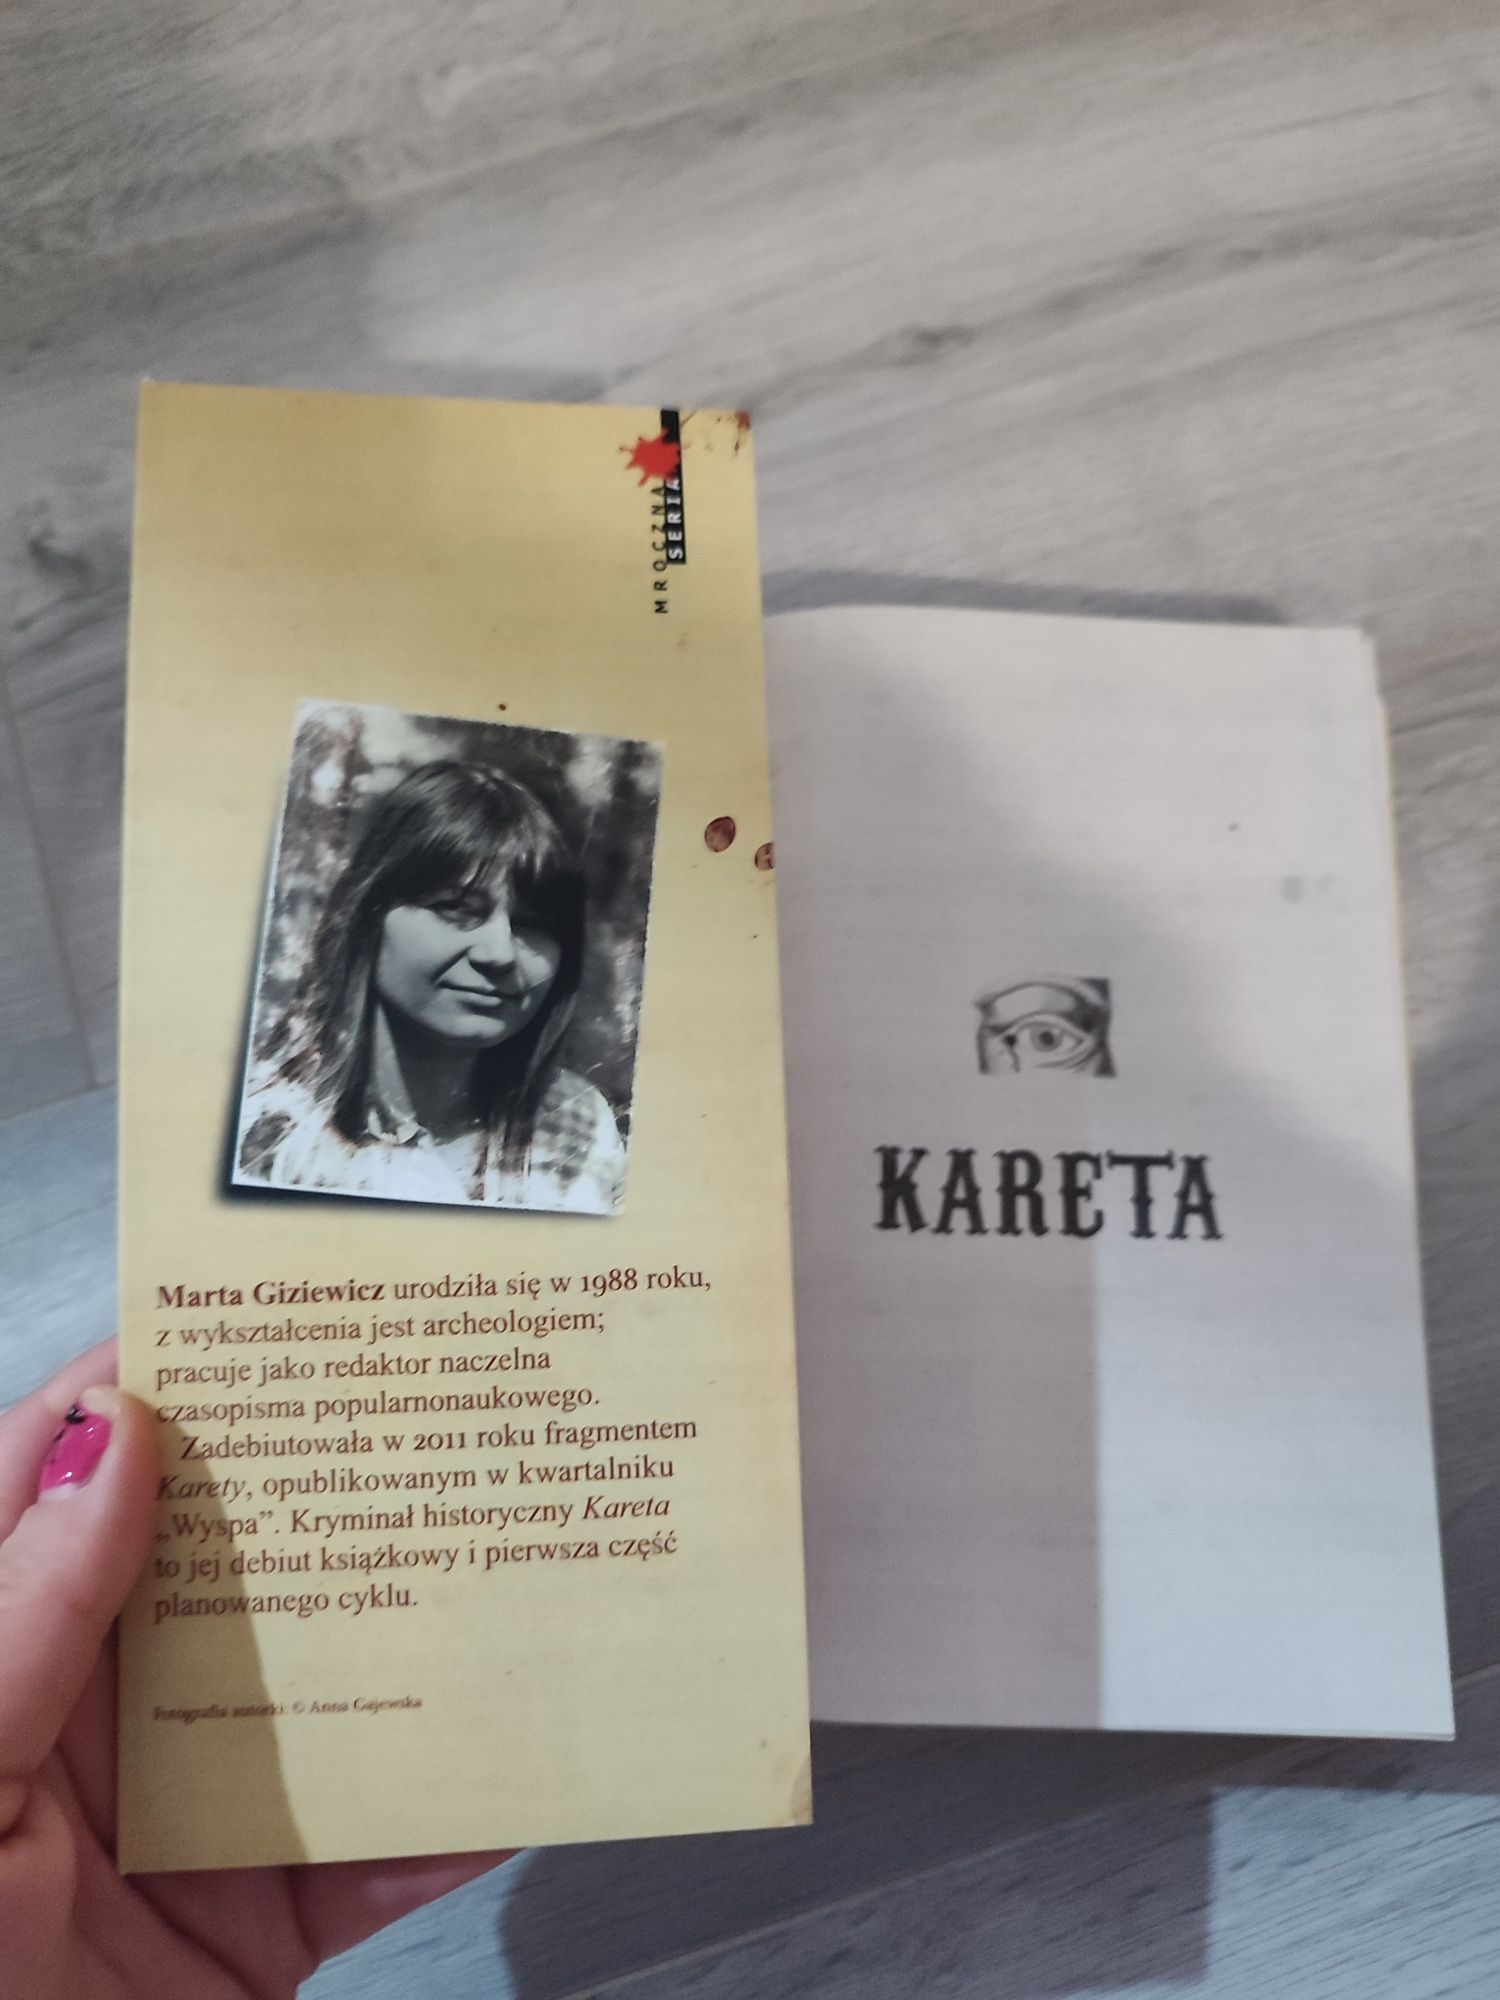 MROCZNA
SERIA
Marta Giziewicz urodziła się w 1988 roku,
z wykształcenia jest archeologiem;
pracuje jako redaktor naczelna
czasopisma popularnonaukowego.
Zadebiutowała w 2011 roku fragmentem
Karety, opublikowanym w kwartalniku
„Wyspa”. Kryminał historyczny Kareta
to jej debiut książkowy i pierwsza część
planowanego cyklu.
Fotografia autorki: © Anna Gajewska
KARETA